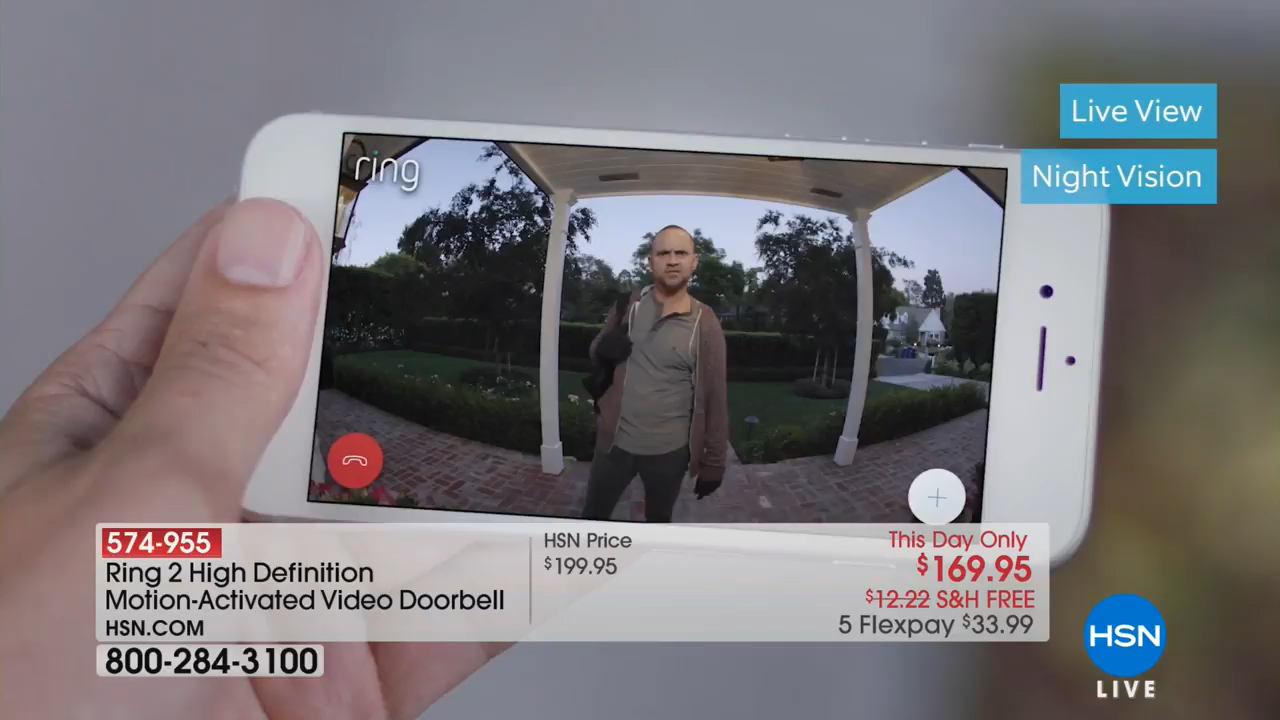 Live View
Night Vision
ring
574-955
Ring 2 High Definition
Motion-Activated Video Doorbell
HSN.COM
800-284-3100
HSN Price
$199.95
This Day Only
$169.95
$12.22 S&H FREE
5 Flexpay $33.99
HSN
LIVE